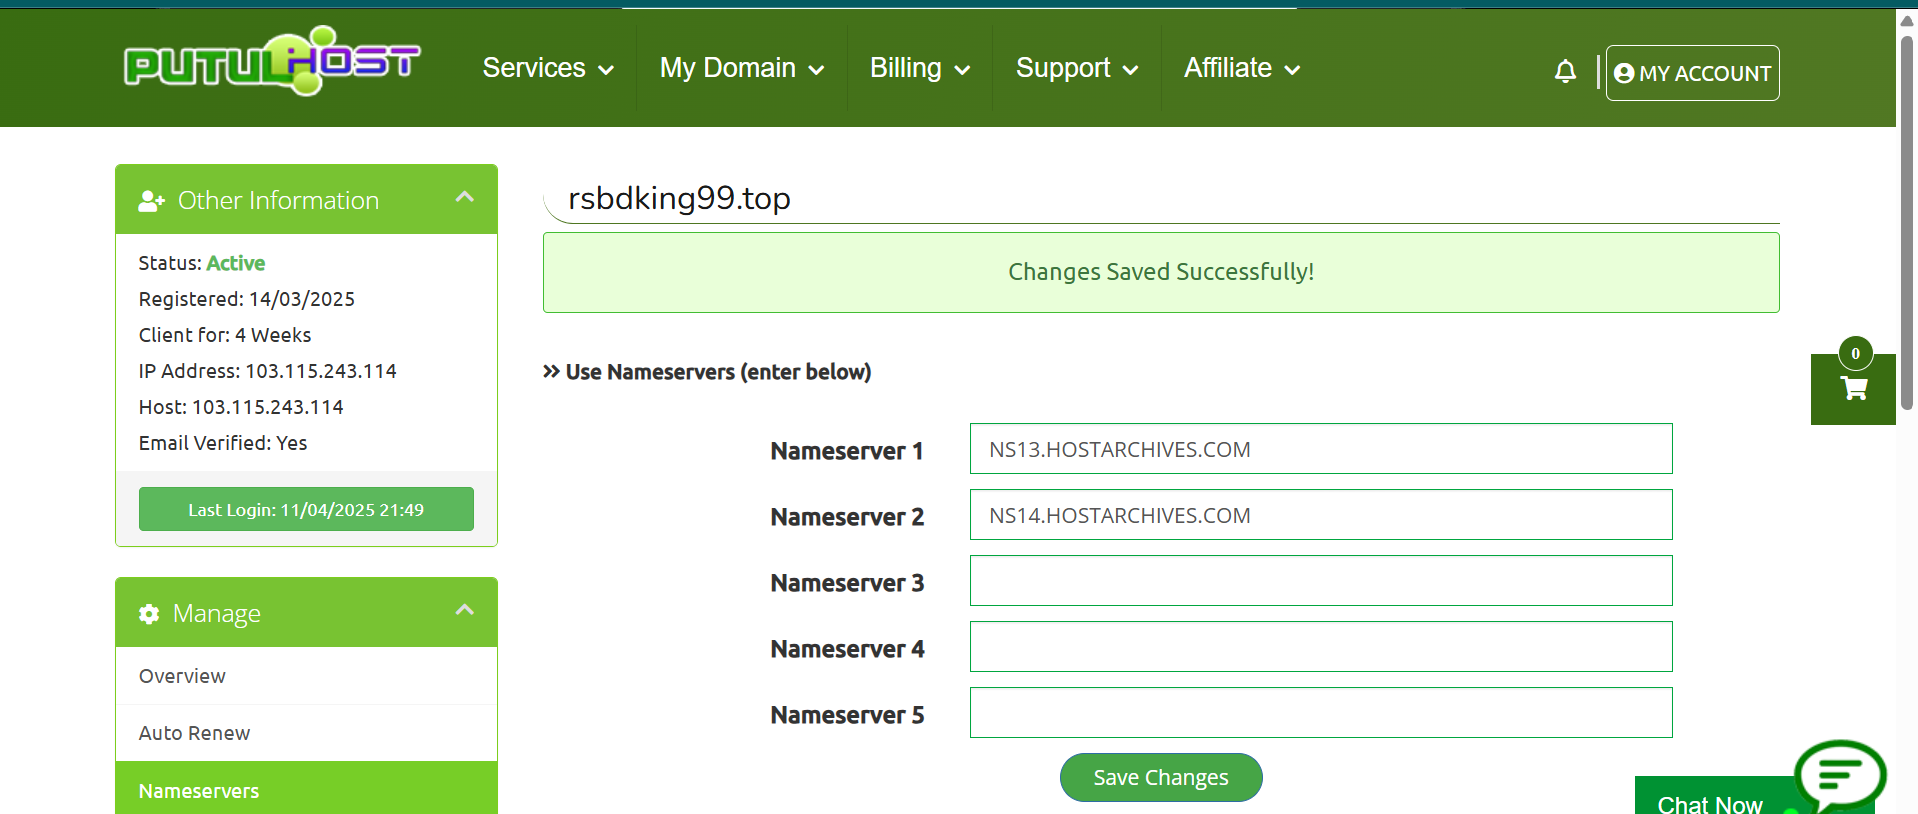 PUTULHOST
Services
My Domain
Billing
Support
Affiliate
MY ACCOUNT
Other Information
Status: Active
Registered: 14/03/2025
Client for: 4 Weeks
IP Address: 103.115.243.114
Host: 103.115.243.114
Email Verified: Yes
Last Login: 11/04/2025 21:49
Manage
Overview
Auto Renew
Nameservers
rsbdking99.top
Changes Saved Successfully!
Use Nameservers (enter below)
Nameserver 1 NS13.HOSTARCHIVES.COM
Nameserver 2 NS14.HOSTARCHIVES.COM
Nameserver 3
Nameserver 4
Nameserver 5
Save Changes
0
Chat Now